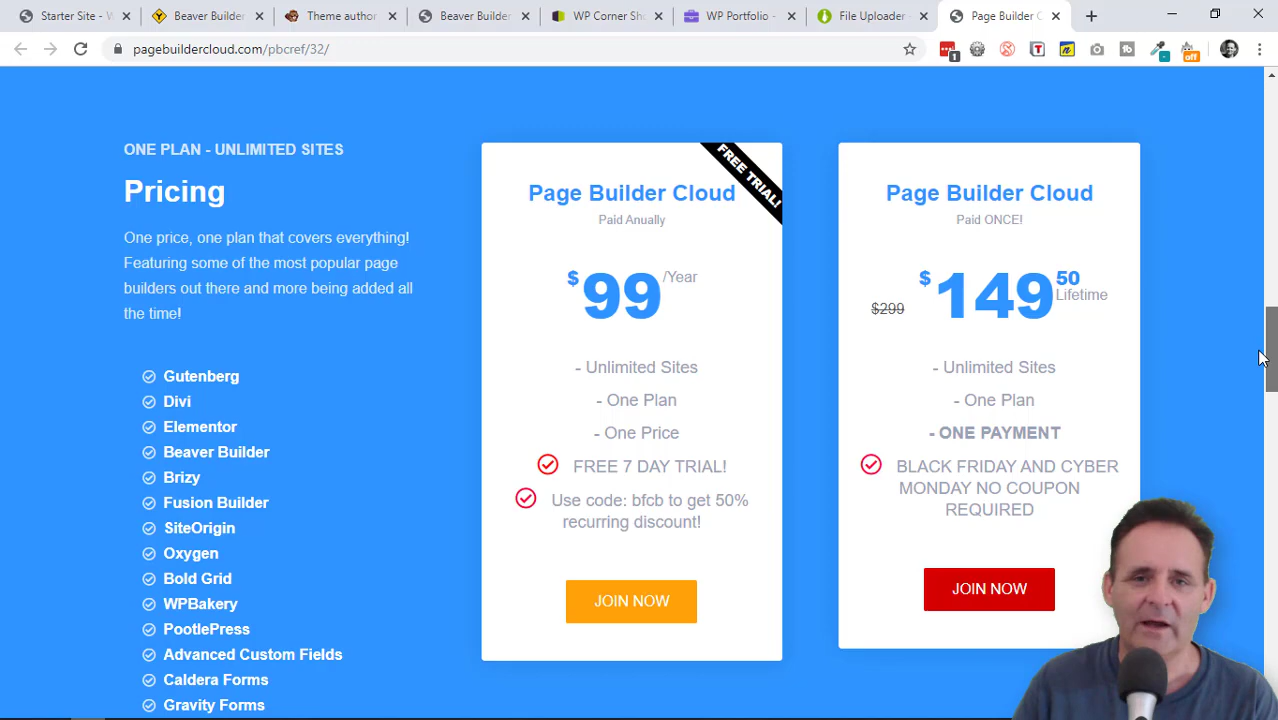 Starter Site - W
Beaver Builder
Theme author
Beaver Builder
WP Corner Sho
WP Portfolio -
File Uploader -
Page Builder C
pagebuildercloud.com/pbcref/32/
1
T
n
off
ONE PLAN - UNLIMITED SITES
Pricing
One price, one plan that covers everything!
Featuring some of the most popular page
builders out there and more being added all
the time!
Gutenberg
Divi
Elementor
Beaver Builder
Brizy
Fusion Builder
SiteOrigin
Oxygen
Bold Grid
WPBakery
PootlePress
Advanced Custom Fields
Caldera Forms
Gravity Forms
FREE TRIAL!
Page Builder Cloud
Paid Anually
$99/Year
- Unlimited Sites
- One Plan
- One Price
FREE 7 DAY TRIAL!
Use code: bfcb to get 50%
recurring discount!
JOIN NOW
Page Builder Cloud
Paid ONCE!
$299 $149 50 Lifetime
- Unlimited Sites
- One Plan
- ONE PAYMENT
BLACK FRIDAY AND CYBER
MONDAY NO COUPON
REQUIRED
JOIN NOW